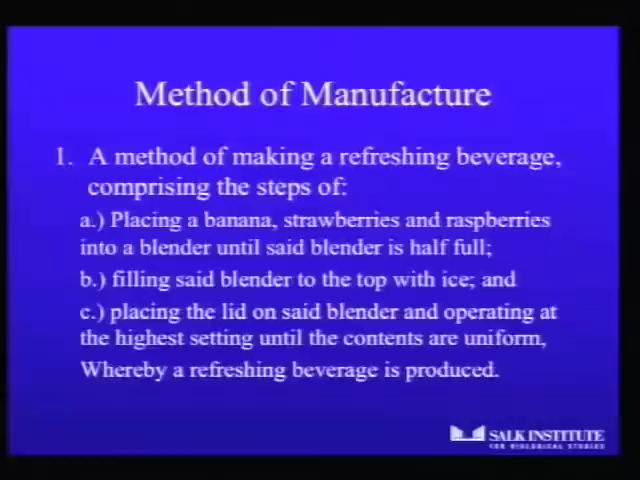 Method of Manufacture
1. A method of making a refreshing beverage,
comprising the steps of:
a.) Placing a banana, strawberries and raspberries
into a blender until said blender is half full;
b.) filling said blender to the top with ice; and
c.) placing the lid on said blender and operating at
the highest setting until the contents are uniform,
Whereby a refreshing beverage is produced.
SALK INSTITUTE
FOR BIOLOGICAL STUDIES